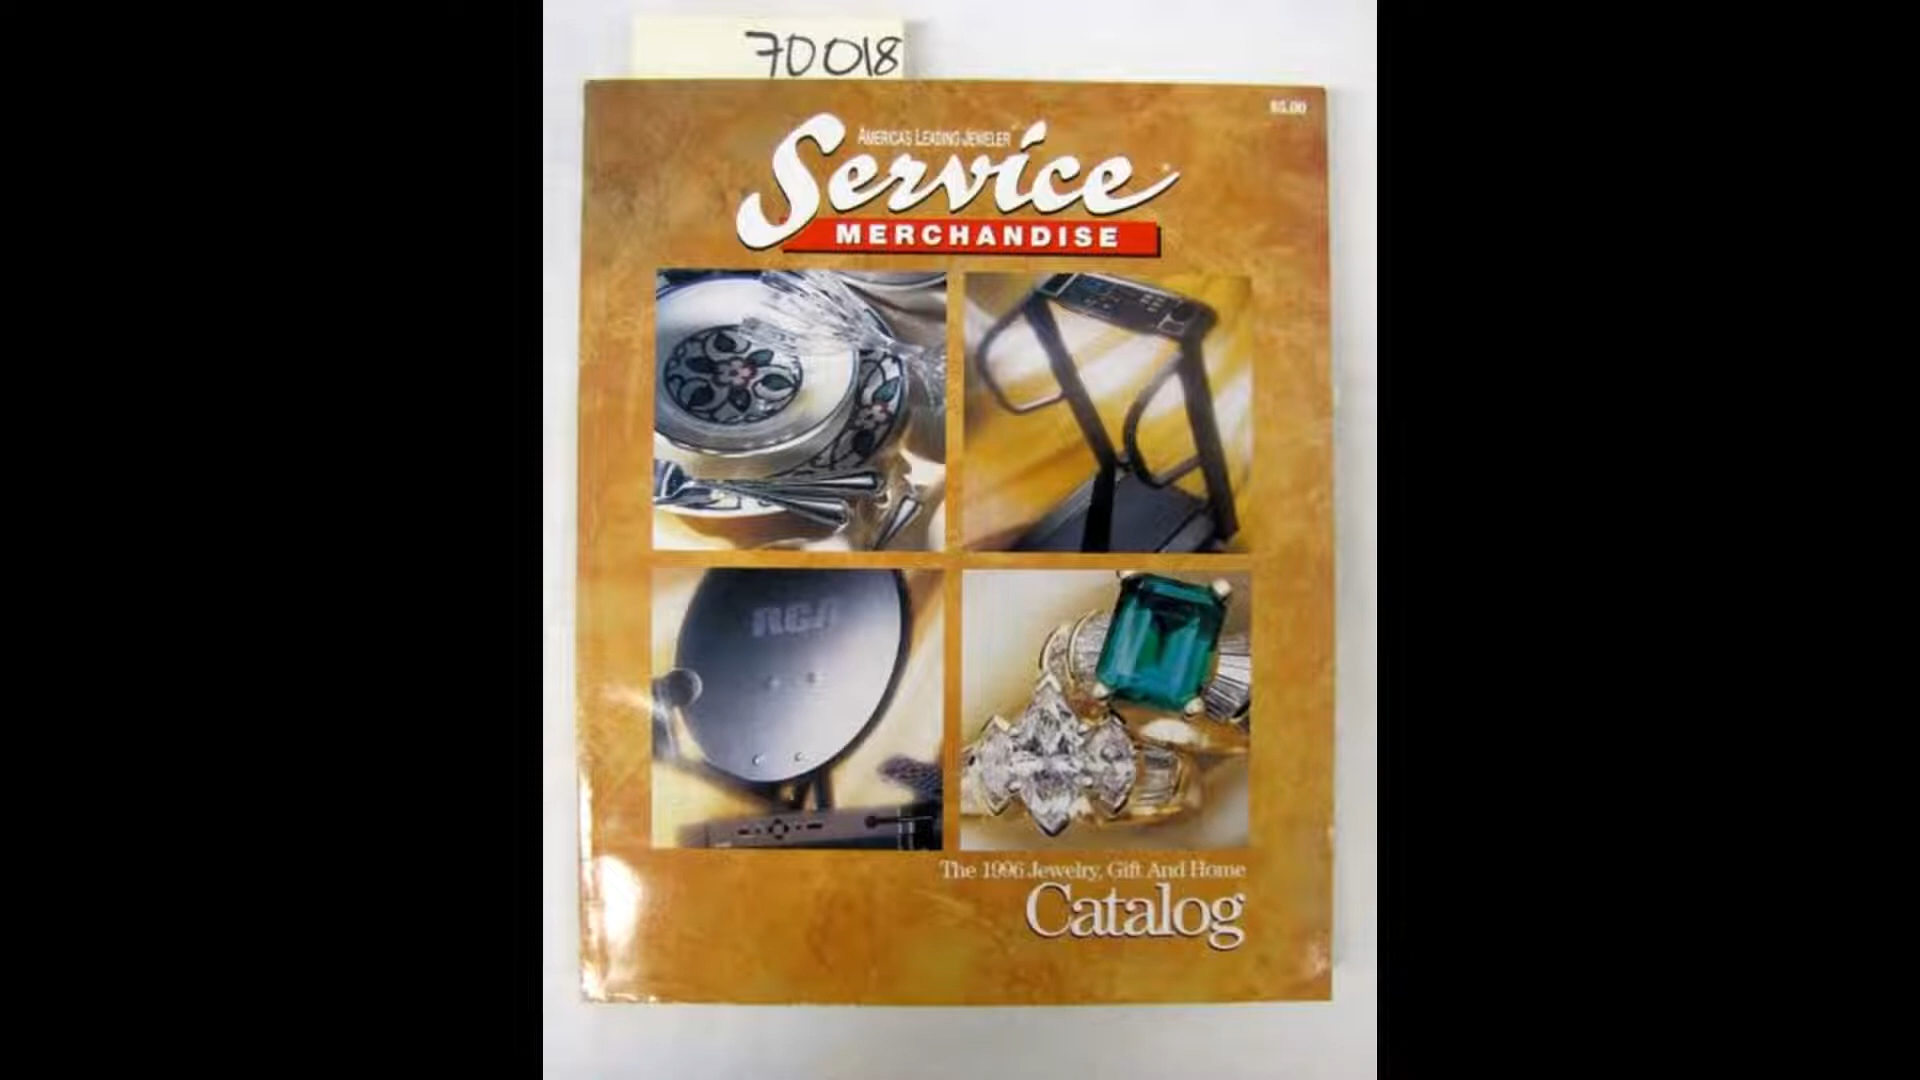 70018
$5.00
AMERICA'S LEADING JEWELER
Service
MERCHANDISE
RCA
The 1996 Jewelry, Gift And Home
Catalog